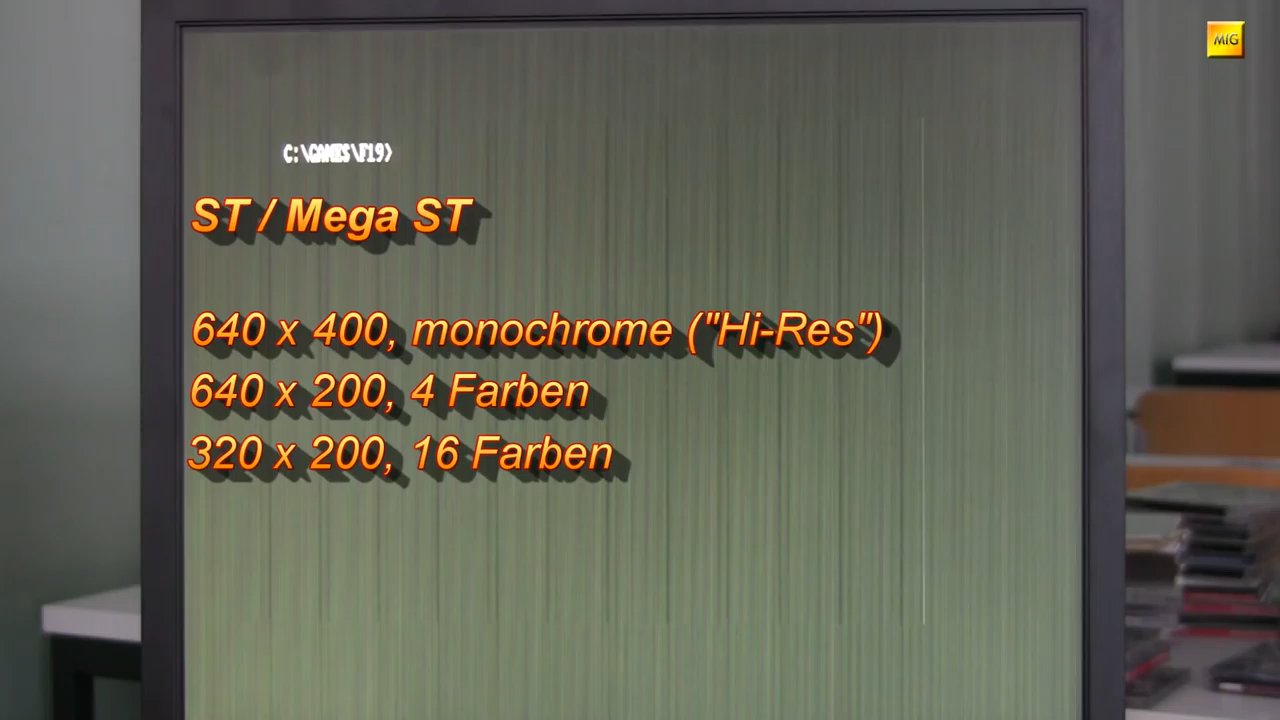 MIG
C:\GAMES\F19>
ST / Mega ST
640 x 400, monochrome ("Hi-Res")
640 x 200, 4 Farben
320 x 200, 16 Farben